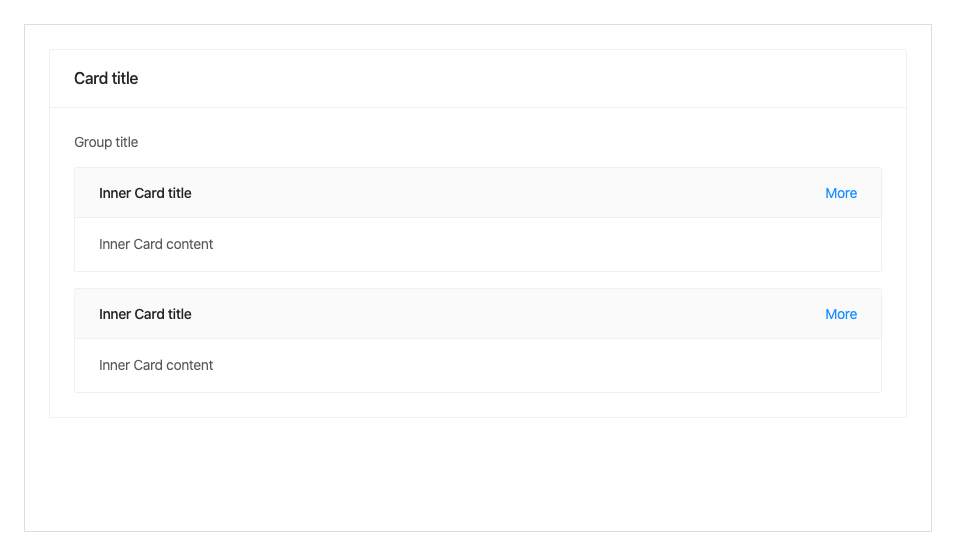 Card title
Group title
Inner Card title More
Inner Card content
Inner Card title More
Inner Card content